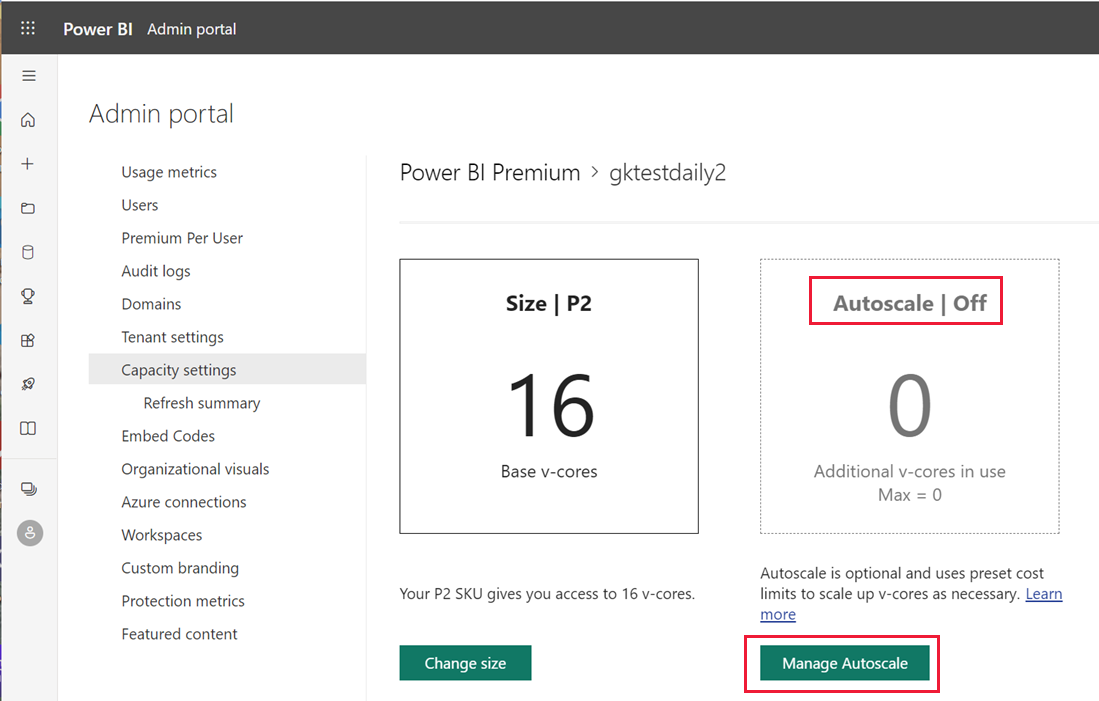 Power BI Admin portal
Admin portal
Usage metrics
Users
Premium Per User
Audit logs
Domains
Tenant settings
Capacity settings
Refresh summary
Embed Codes
Organizational visuals
Azure connections
Workspaces
Custom branding
Protection metrics
Featured content
Power BI Premium > gktestdaily2
Size | P2
16
Base v-cores
Your P2 SKU gives you access to 16 v-cores.
Change size
Autoscale | Off
0
Additional v-cores in use
Max = 0
Autoscale is optional and uses preset cost
limits to scale up v-cores as necessary. Learn
more
Manage Autoscale